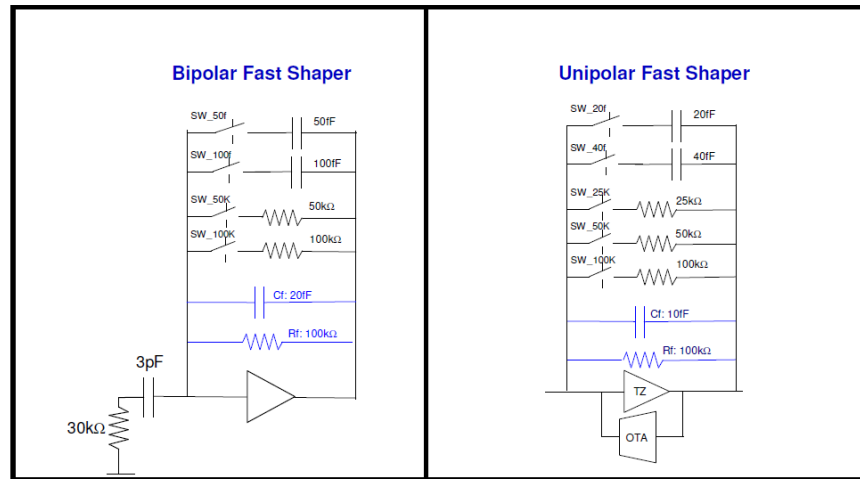 Bipolar Fast Shaper
SW_50f
50fF
SW_100f
100fF
SW_50K
50kΩ
SW_100K
100kΩ
Cf: 20fF
Rf: 100kΩ
3pF
30kΩ
Unipolar Fast Shaper
SW_20f
20fF
SW_40f
40fF
SW_25K
25kΩ
SW_50K
50kΩ
SW_100K
100kΩ
Cf: 10fF
Rf: 100kΩ
TZ
OTA